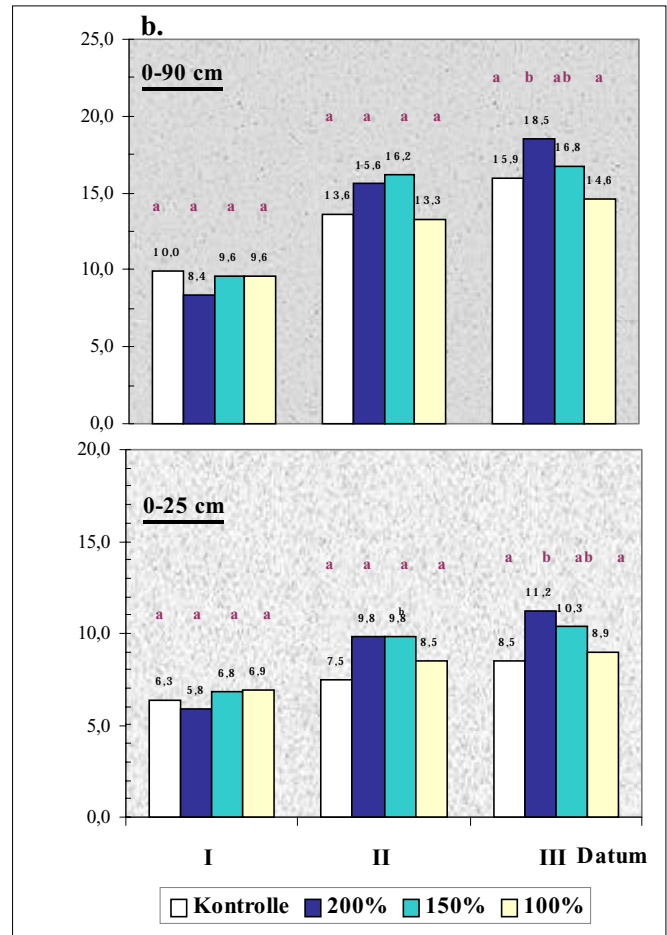 b.
25,0
0-90 cm
a b ab a
20,0
a a a a
18,5
16,8
15,6 16,2
15,9
14,6
13,6
13,3
15,0
a a a a
10,0
9,6 9,6
8,4
10,0
5,0
0,0
20,0
0-25 cm
15,0
a a a a
a b ab a
11,2
10,3
9,8 9,8 b
10,0
a a a a
8,5
8,5
8,9
7,5
6,3 5,8 6,8 6,9
5,0
0,0
I II III Datum
Kontrolle 200% 150% 100%